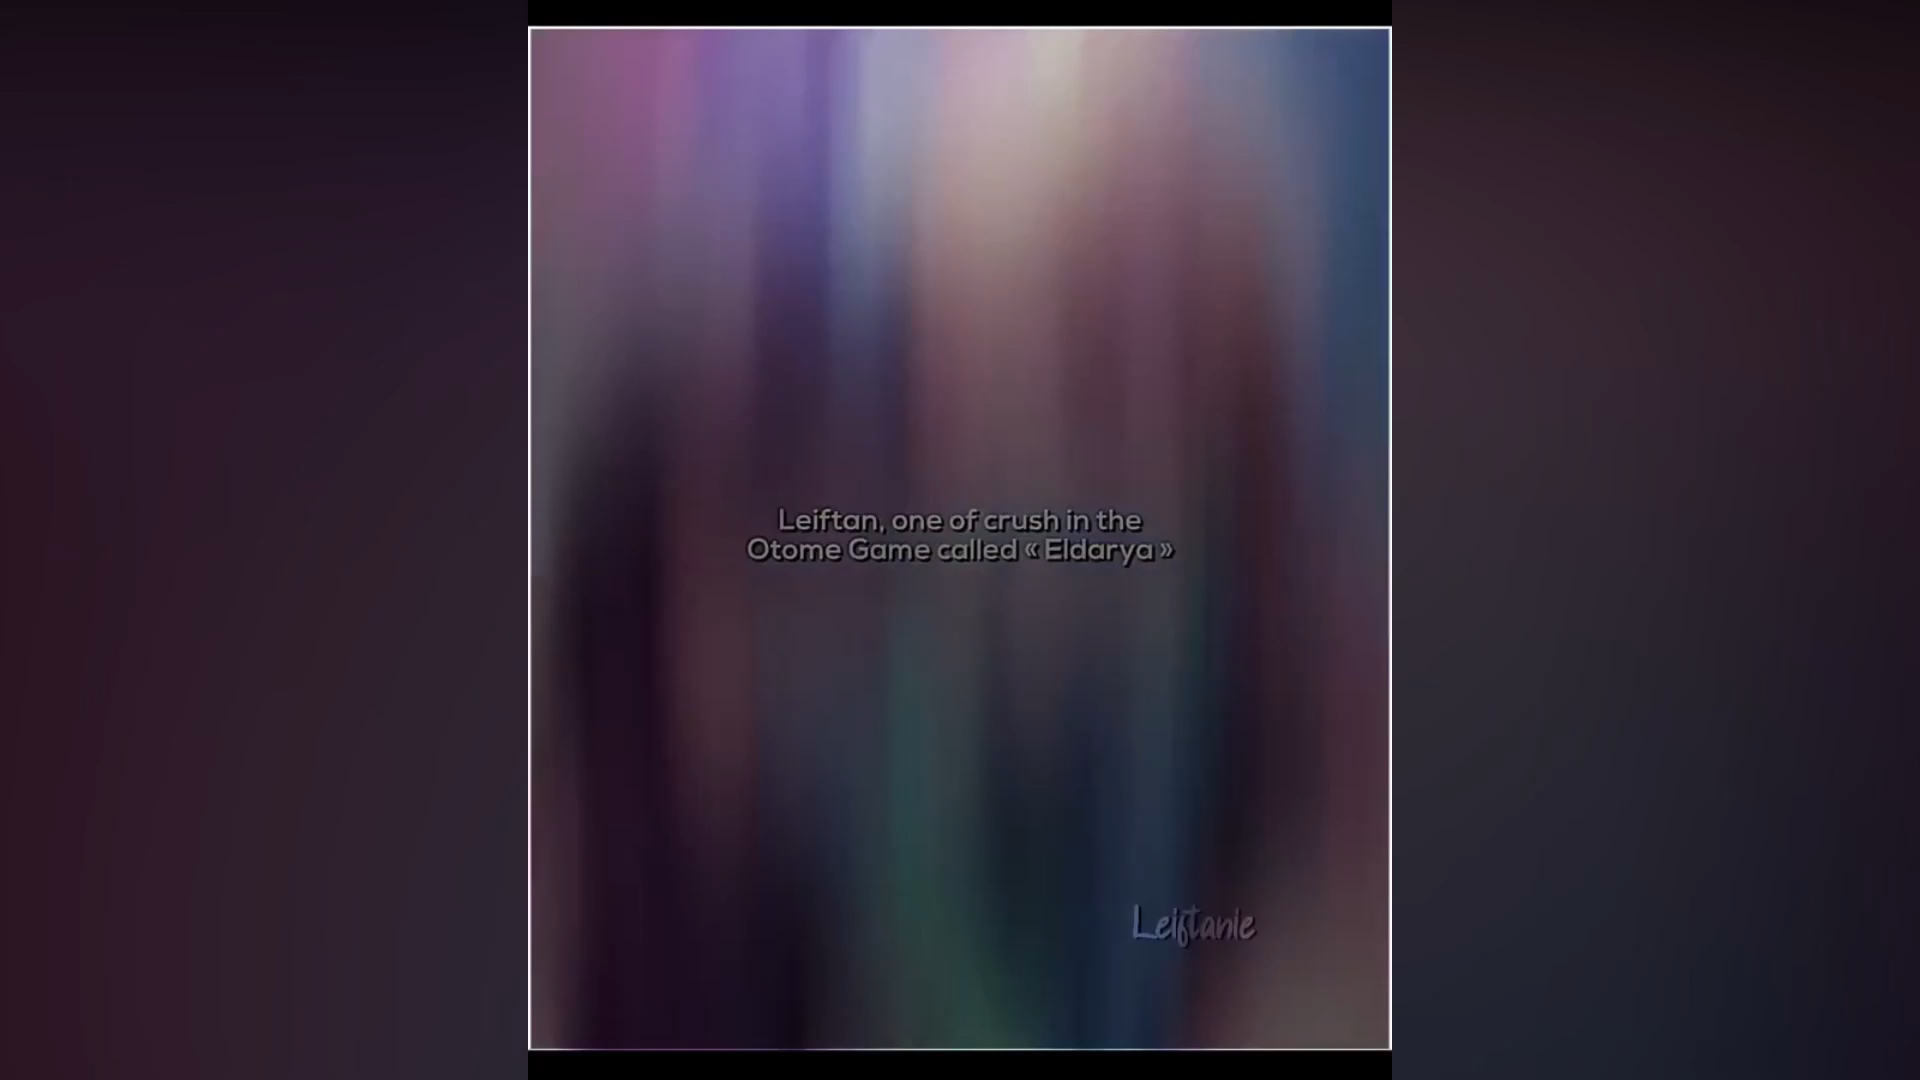 Leiftan, one of crush in the
Otome Game called « Eldarya »
Leiftanie